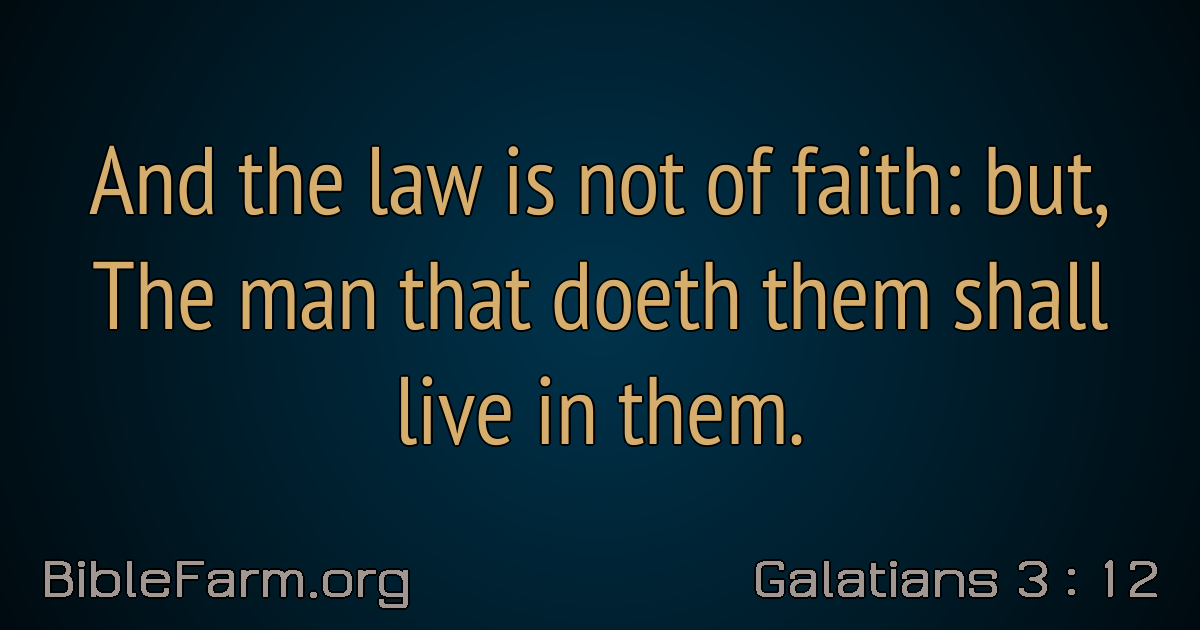 And the law is not of faith: but,
The man that doeth them shall
live in them.
BibleFarm.org
Galatians 3 : 12